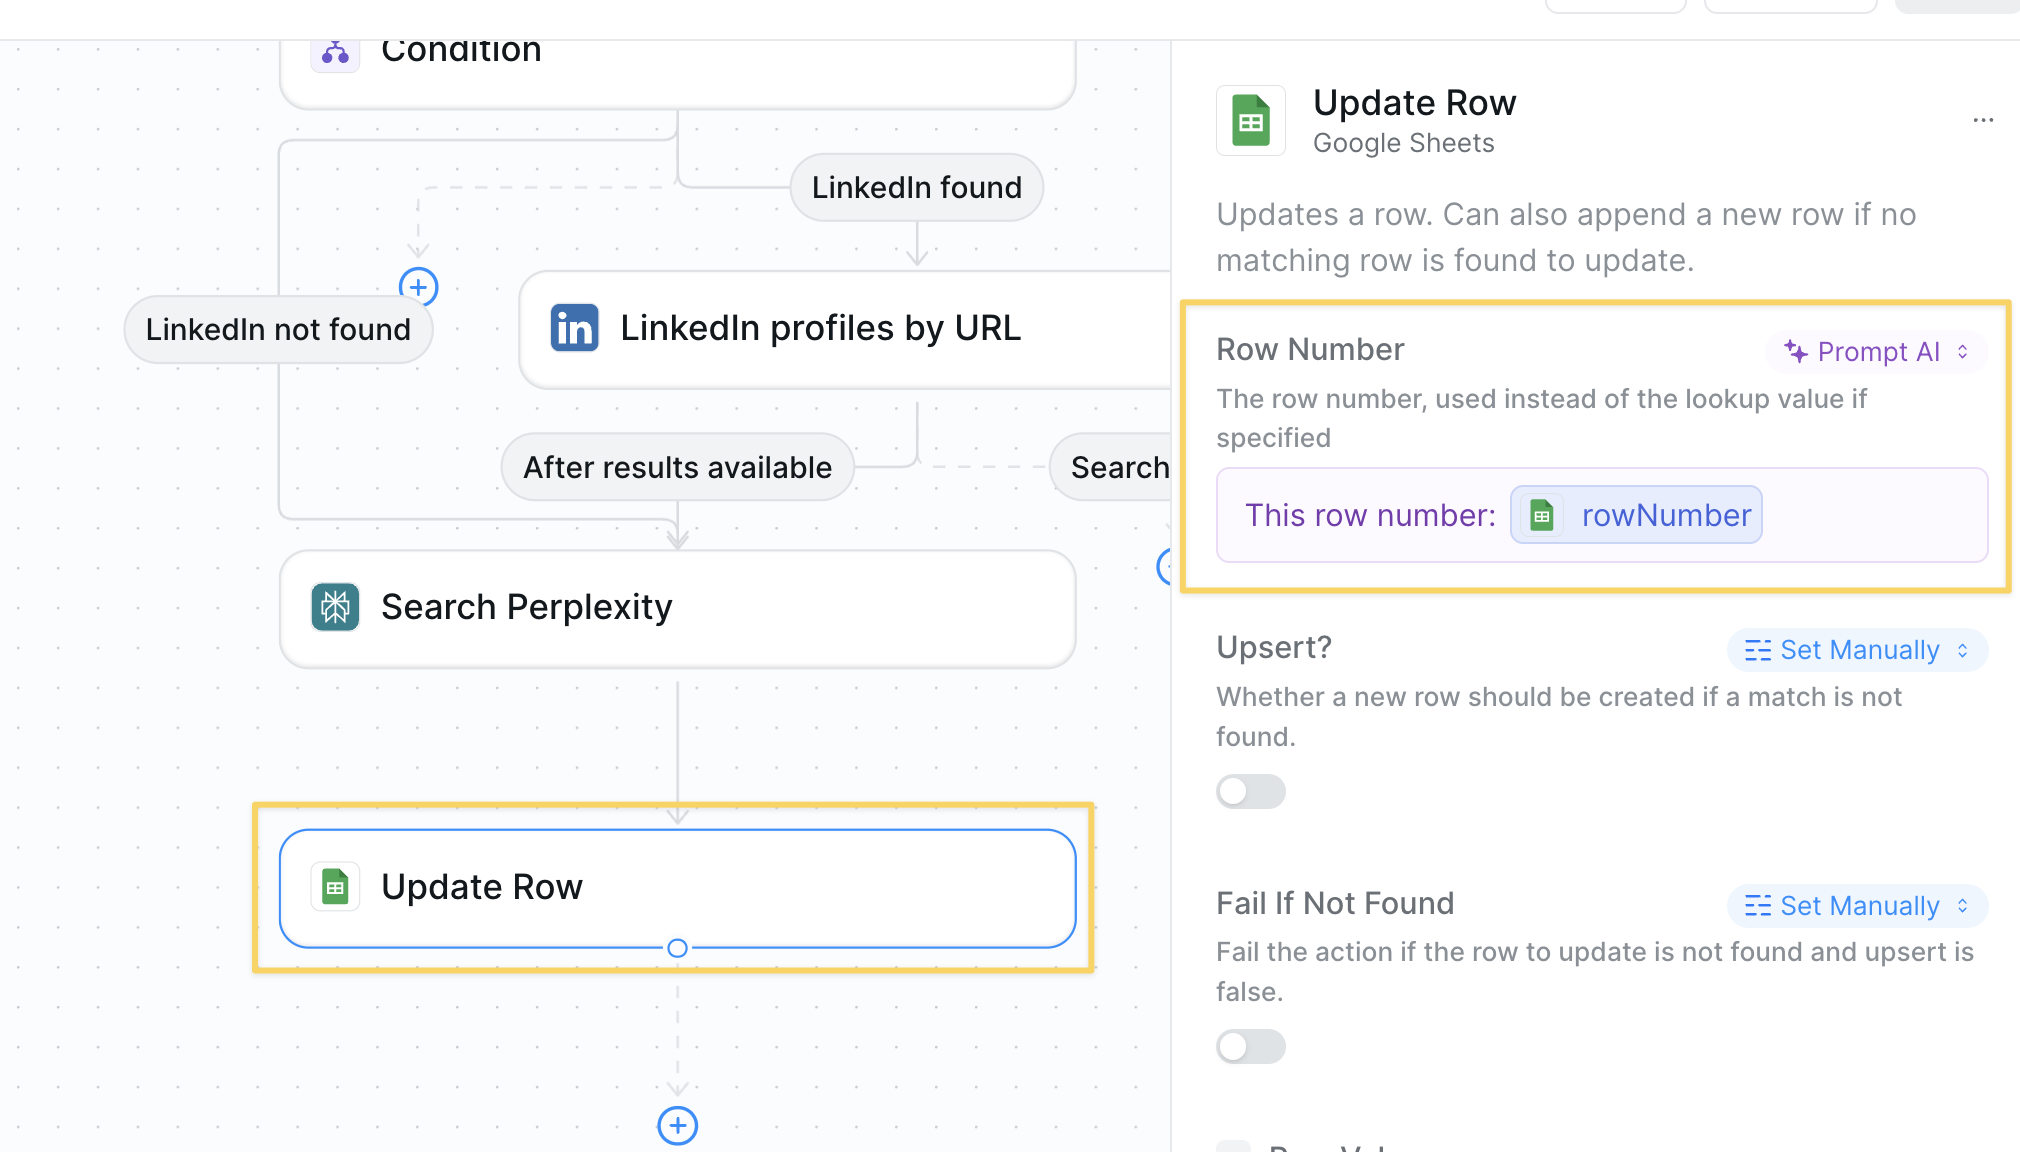 Condition
LinkedIn found
LinkedIn not found
in LinkedIn profiles by URL
After results available
Search
Search Perplexity
Update Row
Update Row
Google Sheets
...
Updates a row. Can also append a new row if no
matching row is found to update.
Row Number
Prompt AI
The row number, used instead of the lookup value if
specified
This row number: rowNumber
Upsert?
Set Manually
Whether a new row should be created if a match is not
found.
Fail If Not Found
Set Manually
Fail the action if the row to update is not found and upsert is
false.